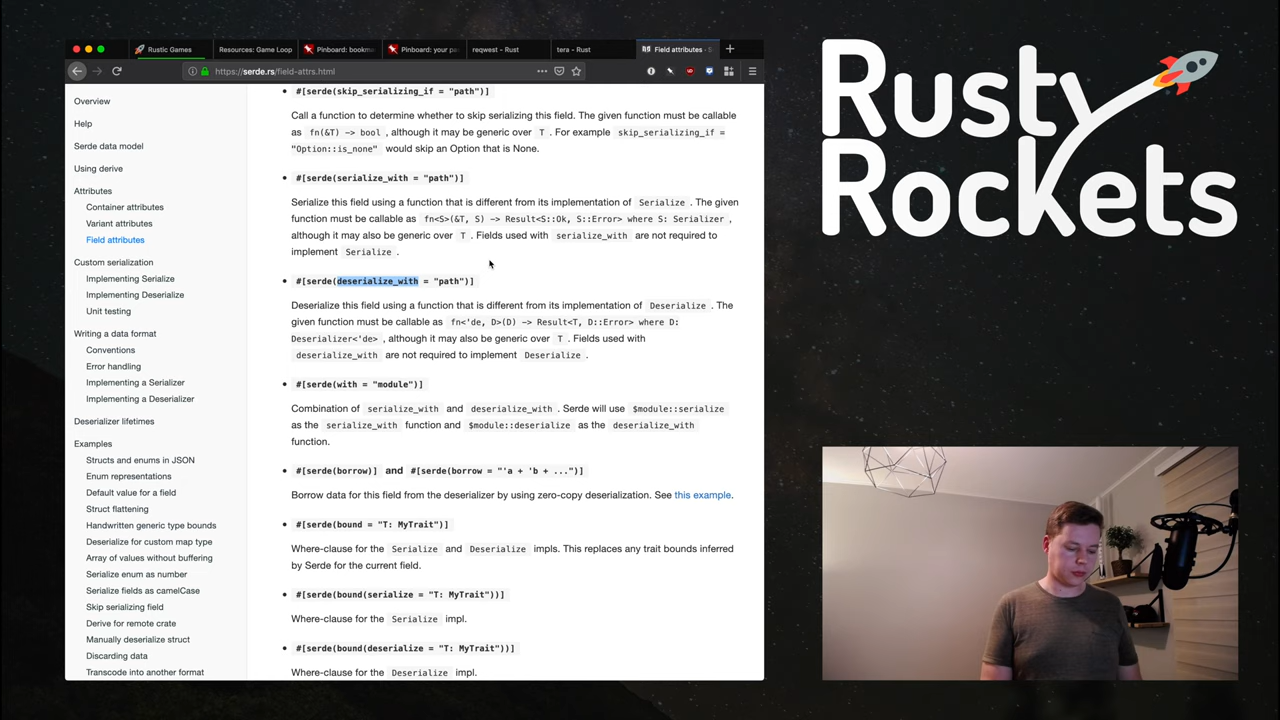 Rustic Games
Resources: Game Loop
Pinboard: bookm
Pinboard: your pa
reqwest - Rust
tera - Rust
Field attributes - S
https://serde.rs/field-attrs.html
Overview
Help
Serde data model
Using derive
Attributes
Container attributes
Variant attributes
Field attributes
Custom serialization
Implementing Serialize
Implementing Deserialize
Unit testing
Writing a data format
Conventions
Error handling
Implementing a Serializer
Implementing a Deserializer
Deserializer lifetimes
Examples
Structs and enums in JSON
Enum representations
Default value for a field
Struct flattening
Handwritten generic type bounds
Deserialize for custom map type
Array of values without buffering
Serialize enum as number
Serialize fields as camelCase
Skip serializing field
Derive for remote crate
Manually deserialize struct
Discarding data
Transcode into another format
#[serde(skip_serializing_if = "path")]
Call a function to determine whether to skip serializing this field. The given function must be callable
as fn(&T) -> bool , although it may be generic over T . For example skip_serializing_if =
"Option::is_none" would skip an Option that is None.
#[serde(serialize_with = "path")]
Serialize this field using a function that is different from its implementation of Serialize . The given
function must be callable as fn<S>(&T, S) -> Result<S::Ok, S::Error> where S: Serializer ,
although it may also be generic over T . Fields used with serialize_with are not required to
implement Serialize .
#[serde(deserialize_with = "path")]
Deserialize this field using a function that is different from its implementation of Deserialize . The
given function must be callable as fn<'de, D>(D) -> Result<T, D::Error> where D:
Deserializer<'de> , although it may also be generic over T . Fields used with
deserialize_with are not required to implement Deserialize .
#[serde(with = "module")]
Combination of serialize_with and deserialize_with . Serde will use $module::serialize
as the serialize_with function and $module::deserialize as the deserialize_with
function.
#[serde(borrow)] and #[serde(borrow = "'a + 'b + ...")]
Borrow data for this field from the deserializer by using zero-copy deserialization. See this example.
#[serde(bound = "T: MyTrait")]
Where-clause for the Serialize and Deserialize impls. This replaces any trait bounds inferred
by Serde for the current field.
#[serde(bound(serialize = "T: MyTrait"))]
Where-clause for the Serialize impl.
#[serde(bound(deserialize = "T: MyTrait"))]
Where-clause for the Deserialize impl.
Rusty
Rockets